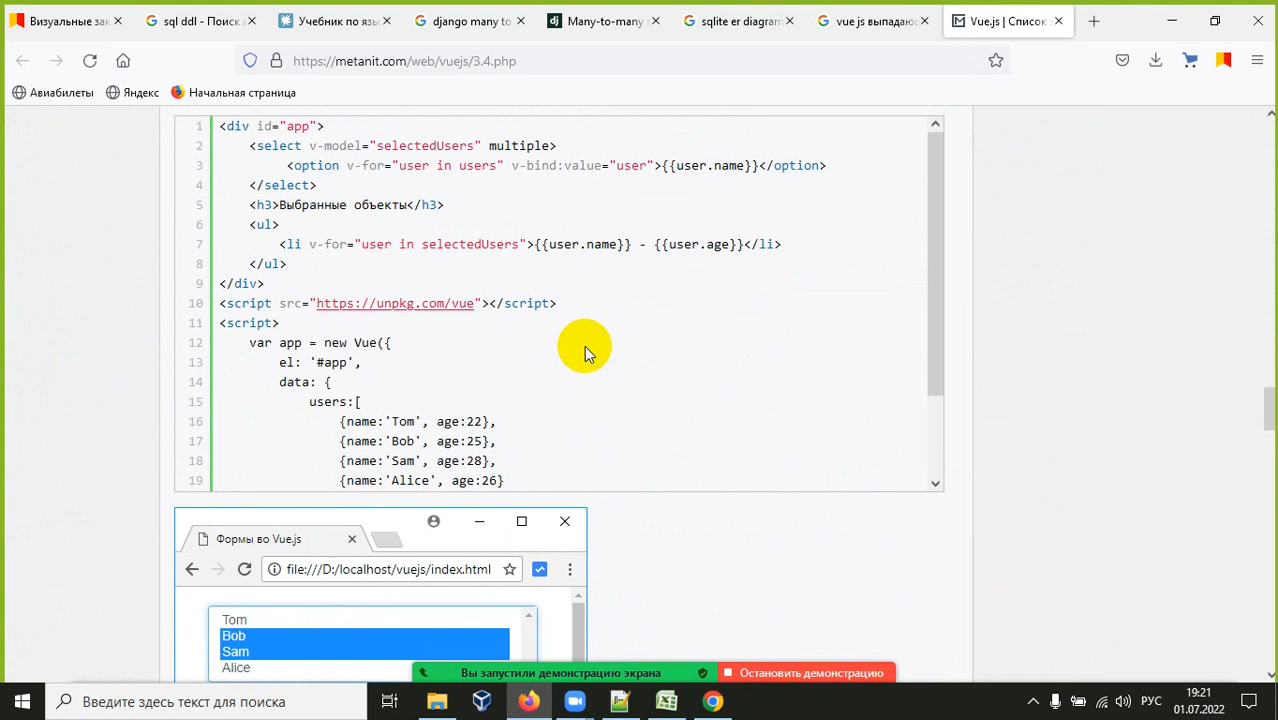 Визуальные зак
sql ddl - Поиск
Учебник по язы
django many to
Many-to-many r
sqlite er diagram
vue js выпадаю
Vue.js | Список
https://metanit.com/web/vuejs/3.4.php
Авиабилеты
Яндекс
Начальная страница
1 <div id="app">
2 <select v-model="selectedUsers" multiple>
3 <option v-for="user in users" v-bind:value="user">{{user.name}}</option>
4 </select>
5 <h3>Выбранные объекты</h3>
6 <ul>
7 <li v-for="user in selectedUsers">{{user.name}} - {{user.age}}</li>
8 </ul>
9 </div>
10 <script src="https://unpkg.com/vue"></script>
11 <script>
12 var app = new Vue({
13 el: '#app',
14 data: {
15 users:[
16 {name:'Tom', age:22},
17 {name:'Bob', age:25},
18 {name:'Sam', age:28},
19 {name:'Alice', age:26}
Формы во Vue.js
file:///D:/localhost/vuejs/index.html
Tom
Bob
Sam
Alice
Вы запустили демонстрацию экрана
Остановить демонстрацию
Введите здесь текст для поиска
РУС
19:21
01.07.2022